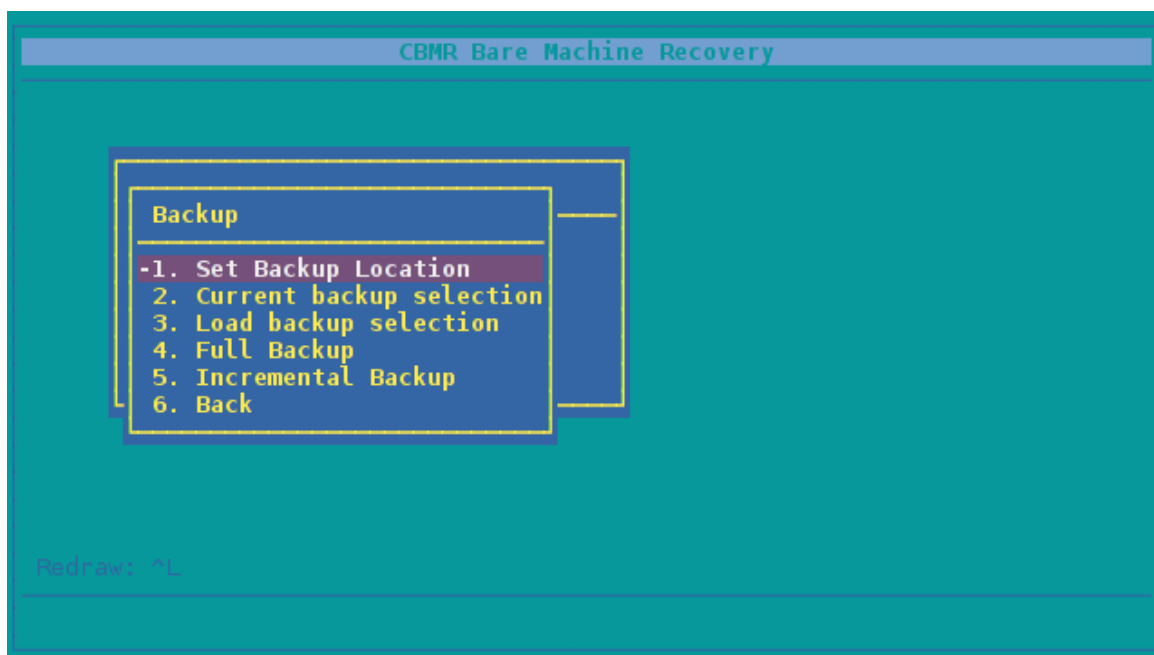 CBMR Bare Machine Recovery
Backup
-1. Set Backup Location
2. Current backup selection
3. Load backup selection
4. Full Backup
5. Incremental Backup
6. Back
Redraw: ^L